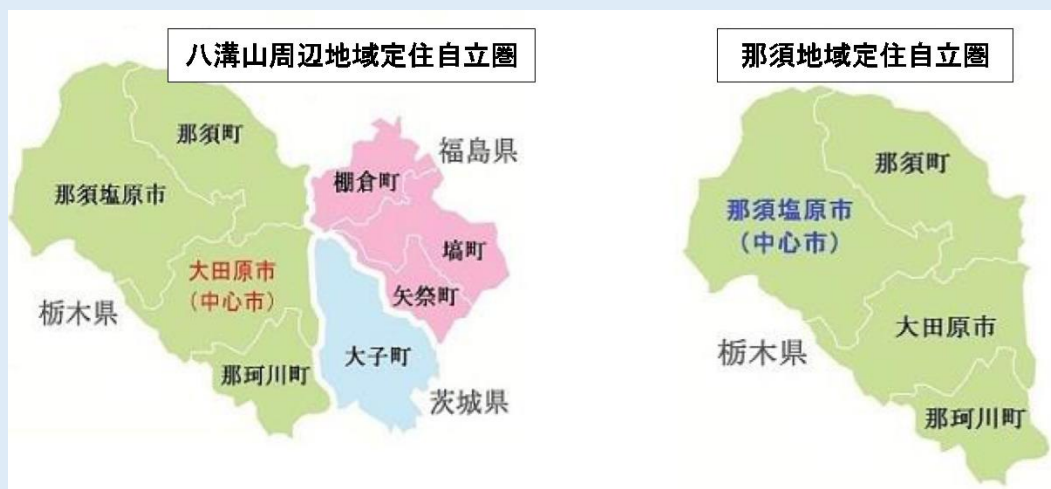 八溝山周辺地域定住自立圏
那須町
福島県
棚倉町
那須塩原市
塙町
大田原市
(中心市)
矢祭町
栃木県
大子町
那珂川町
茨城県
那須地域定住自立圏
那須町
那須塩原市
(中心市)
大田原市
栃木県
那珂川町